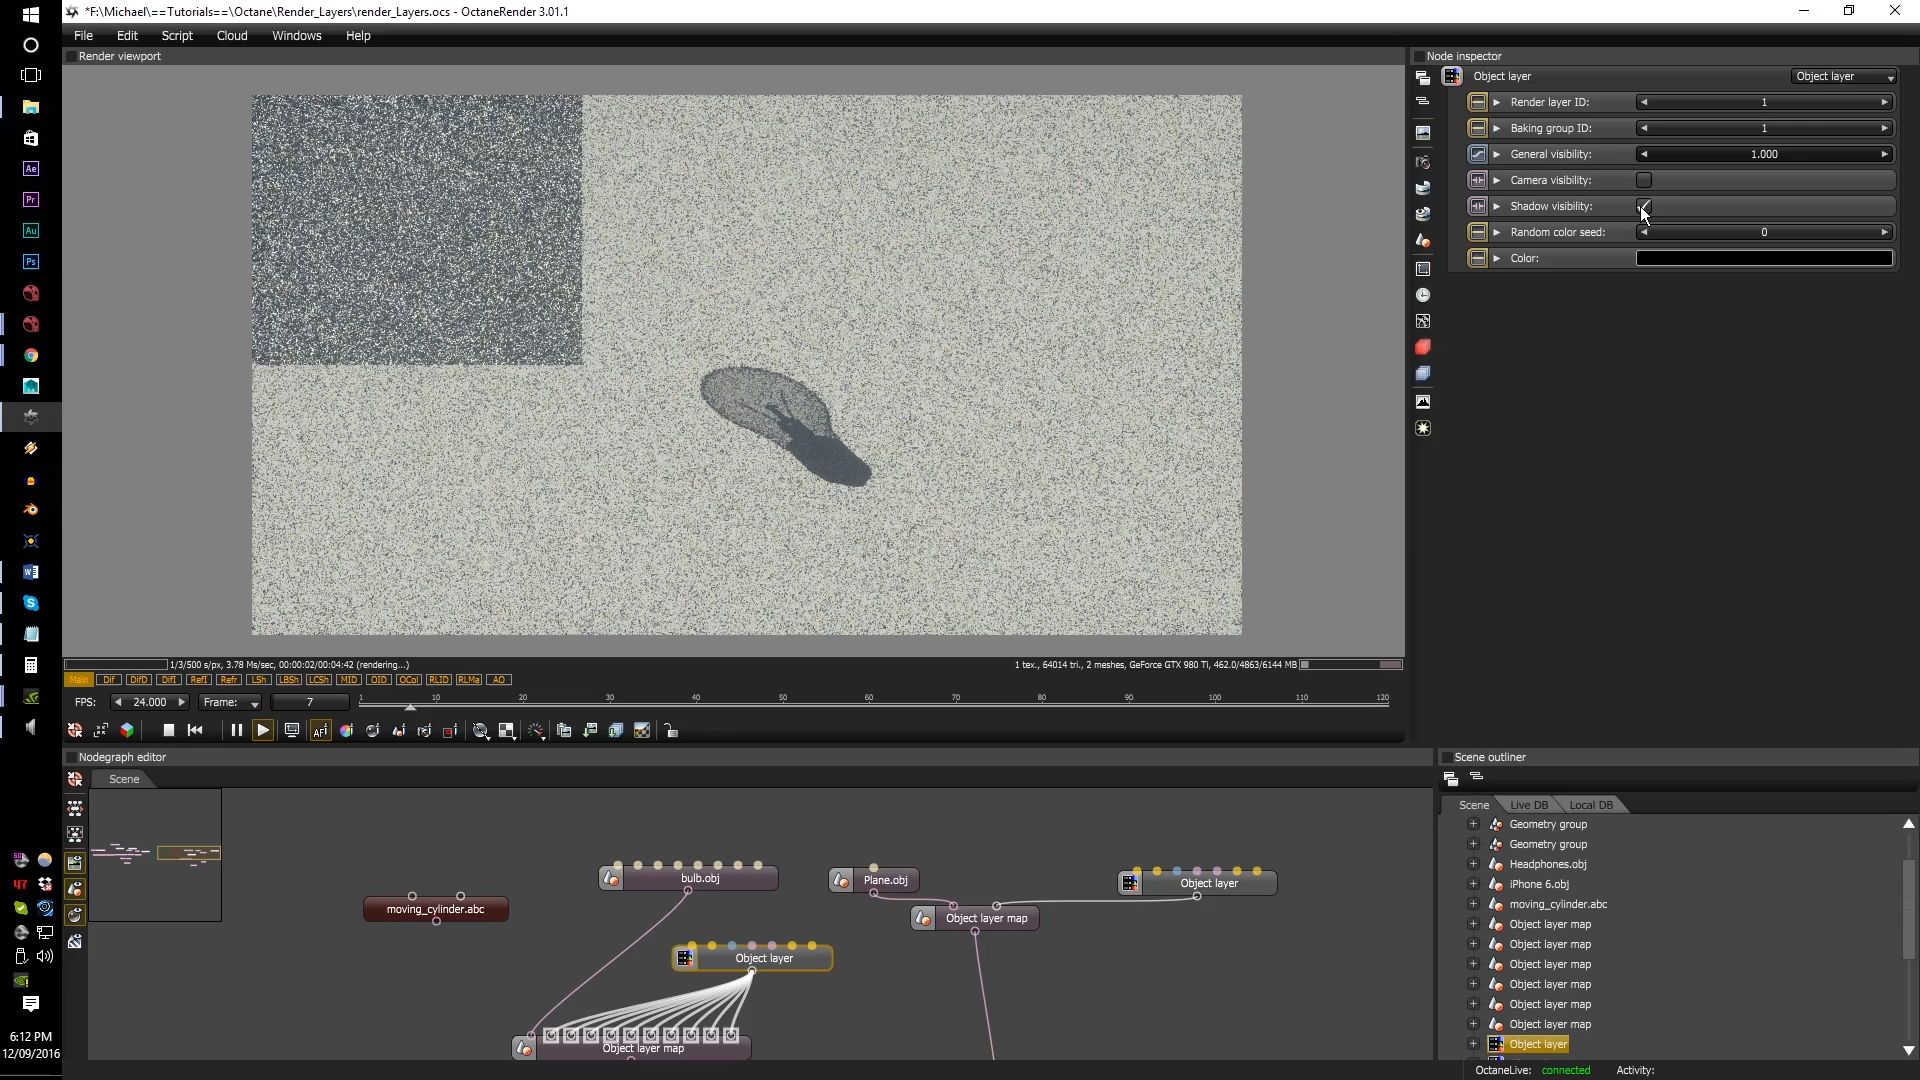 *F:\Michael\==Tutorials==\Octane\Render_Layers\render_Layers.ocs - OctaneRender 3.01.1
File Edit Script Cloud Windows Help
Render viewport
Node inspector
Object layer Object layer
Render layer ID: 1
Baking group ID: 1
General visibility: 1.000
Camera visibility:
Shadow visibility:
Random color seed: 0
Color:
Ae
Pr
Au
Ps
1/3/500 s/px, 3.78 Ms/sec, 00:00:02/00:04:42 (rendering...) 1 tex., 64014 tri., 2 meshes, GeForce GTX 980 Ti, 462.0/4863/6144 MB
Main Dif DifD DifI RefI Refr LSh LBSh LCSh MID OID OCol RLID RLMa AO
FPS: 24.000 Frame: 7 1 10 20 30 40 50 60 70 80 90 100 110 120
Nodegraph editor
Scene
bulb.obj
Plane.obj
Object layer
moving_cylinder.abc
Object layer map
Object layer
Object layer map
Scene outliner
Scene Live DB Local DB
Geometry group
Geometry group
Headphones.obj
iPhone 6.obj
moving_cylinder.abc
Object layer map
Object layer map
Object layer map
Object layer map
Object layer map
Object layer map
Object layer
OctaneLive: connected Activity:
6:12 PM
12/09/2016